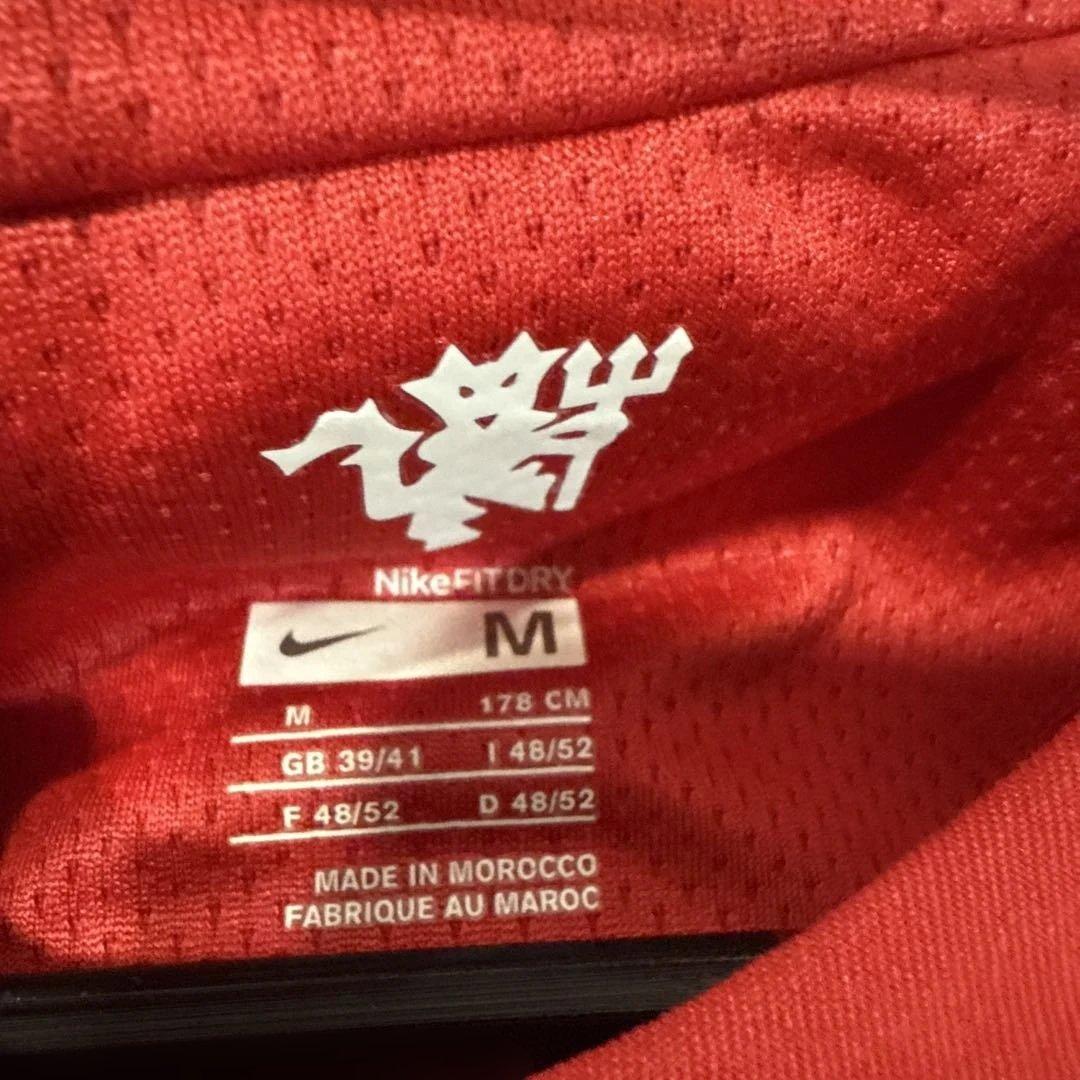 NikeFITDRY
M
M 178 CM
GB 39/41 I 48/52
F 48/52 D 48/52
MADE IN MOROCCO
FABRIQUE AU MAROC